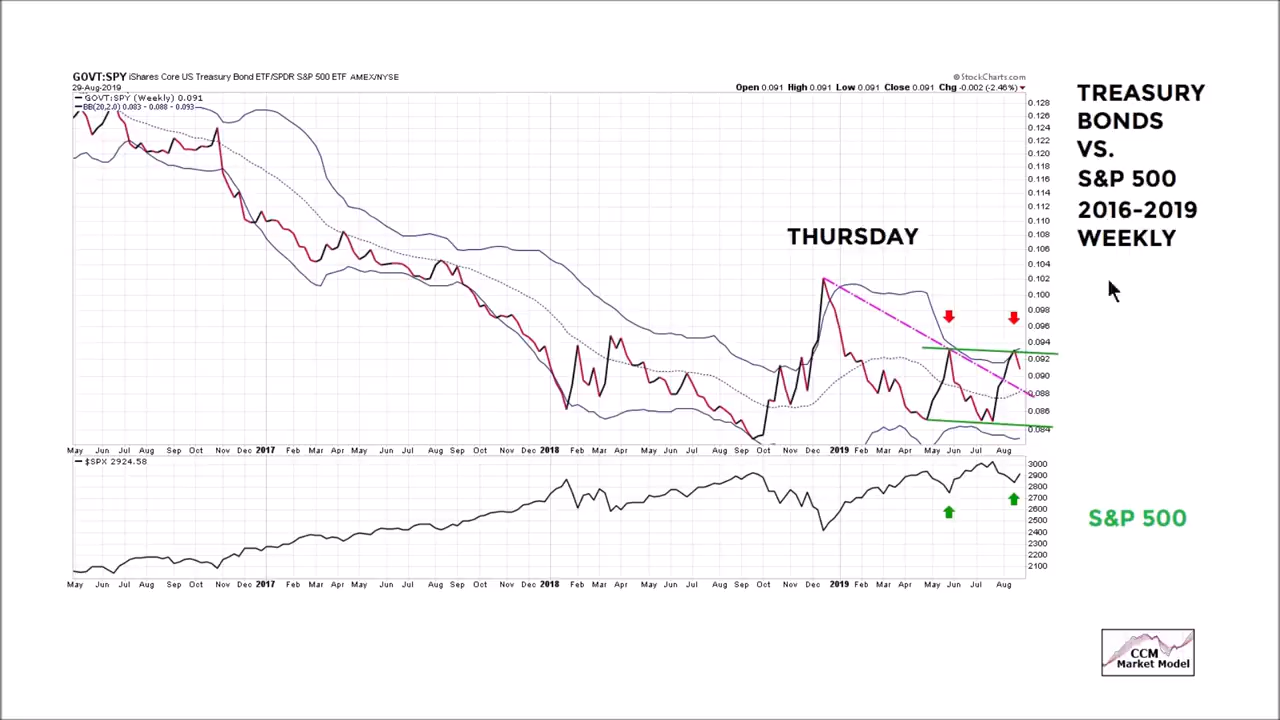 GOVT:SPY iShares Core US Treasury Bond ETF/SPDR S&P 500 ETF AMEX/NYSE
© StockCharts.com
29-Aug-2019
Open 0.091 High 0.091 Low 0.091 Close 0.091 Chg -0.002 (-2.46%)
GOVT:SPY (Weekly) 0.091
BB(20,2.0) 0.083 - 0.088 - 0.093
TREASURY
BONDS
VS.
S&P 500
2016-2019
WEEKLY
THURSDAY
0.128
0.126
0.124
0.122
0.120
0.118
0.116
0.114
0.112
0.110
0.108
0.106
0.104
0.102
0.100
0.098
0.096
0.094
0.092
0.090
0.088
0.086
0.084
May Jun Jul Aug Sep Oct Nov Dec 2017 Feb Mar Apr May Jun Jul Aug Sep Oct Nov Dec 2018 Feb Mar Apr May Jun Jul Aug Sep Oct Nov Dec 2019 Feb Mar Apr May Jun Jul Aug
$SPX 2924.58
3000
2900
2800
2700
2600
2500
2400
2300
2200
2100
May Jun Jul Aug Sep Oct Nov Dec 2017 Feb Mar Apr May Jun Jul Aug Sep Oct Nov Dec 2018 Feb Mar Apr May Jun Jul Aug Sep Oct Nov Dec 2019 Feb Mar Apr May Jun Jul Aug
S&P 500
CCM
Market Model